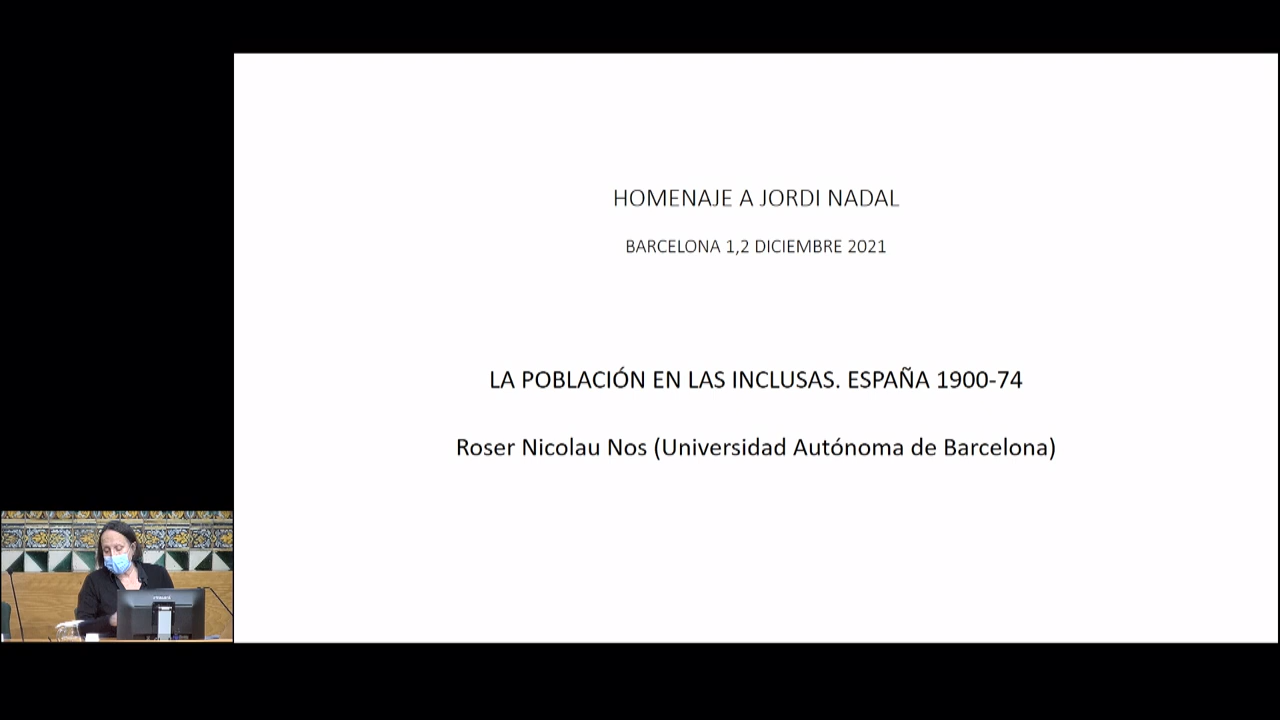 HOMENAJE A JORDI NADAL
BARCELONA 1,2 DICIEMBRE 2021
LA POBLACIÓN EN LAS INCLUSAS. ESPAÑA 1900-74
Roser Nicolau Nos (Universidad Autónoma de Barcelona)